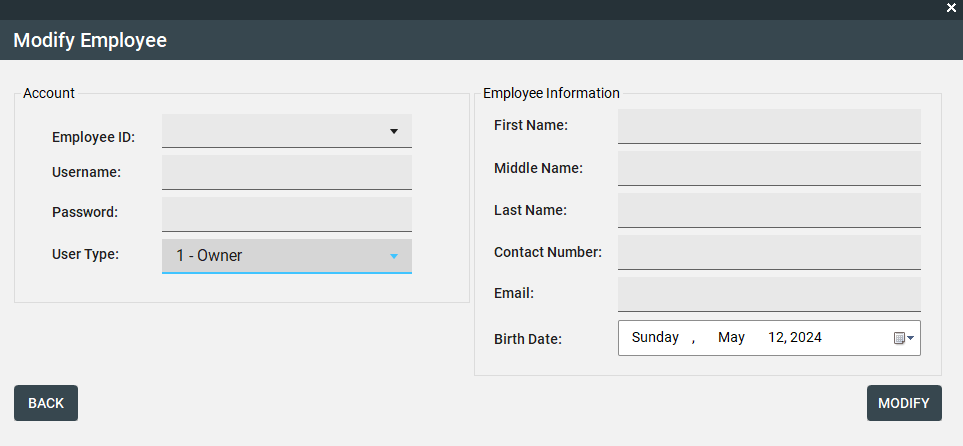 Modify Employee
Account
Employee ID:
Username:
Password:
User Type: 1 - Owner
Employee Information
First Name:
Middle Name:
Last Name:
Contact Number:
Email:
Birth Date: Sunday , May 12, 2024
BACK
MODIFY